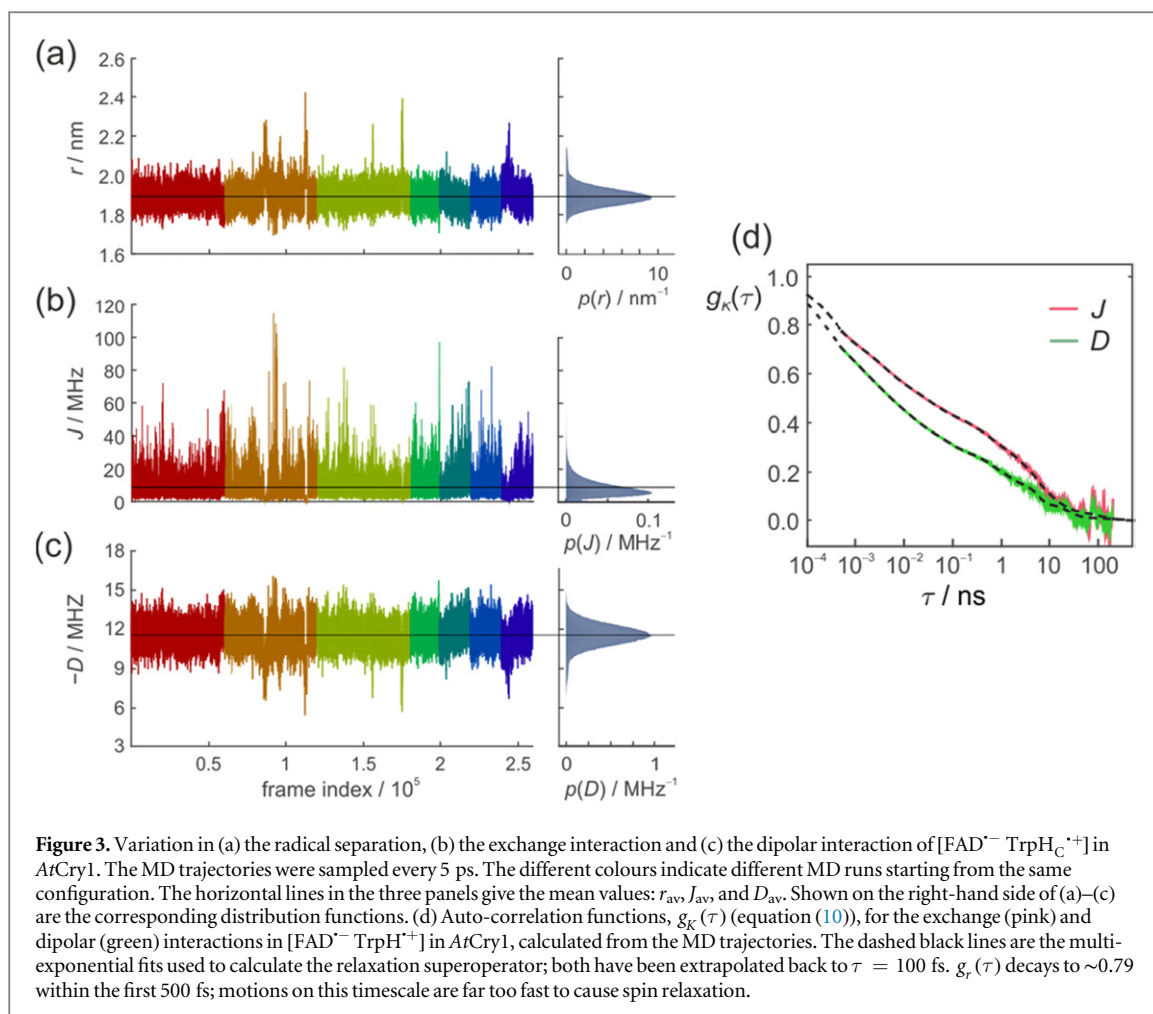 (a)
2.6
2.4
2.2
2.0
1.8
1.6
r / nm
0 10
p(r) / nm⁻¹
(b)
120
100
80
60
40
20
0
J / MHz
0 0.1
p(J) / MHz⁻¹
(c)
18
15
12
9
6
3
−D / MHZ
0.5 1 1.5 2 2.5
frame index / 10⁵
0 1
p(D) / MHz⁻¹
(d)
1.0
0.8
0.6
0.4
0.2
0.0
gκ(τ)
J
D
10⁻⁴ 10⁻³ 10⁻² 10⁻¹ 1 10 100
τ / ns
Figure 3. Variation in (a) the radical separation, (b) the exchange interaction and (c) the dipolar interaction of [FAD•− TrpHC•+] in
AtCry1. The MD trajectories were sampled every 5 ps. The different colours indicate different MD runs starting from the same
configuration. The horizontal lines in the three panels give the mean values: rav, Jav, and Dav. Shown on the right-hand side of (a)–(c)
are the corresponding distribution functions. (d) Auto-correlation functions, gK(τ) (equation (10)), for the exchange (pink) and
dipolar (green) interactions in [FAD•− TrpH•+] in AtCry1, calculated from the MD trajectories. The dashed black lines are the multi-
exponential fits used to calculate the relaxation superoperator; both have been extrapolated back to τ = 100 fs. gr(τ) decays to ~0.79
within the first 500 fs; motions on this timescale are far too fast to cause spin relaxation.